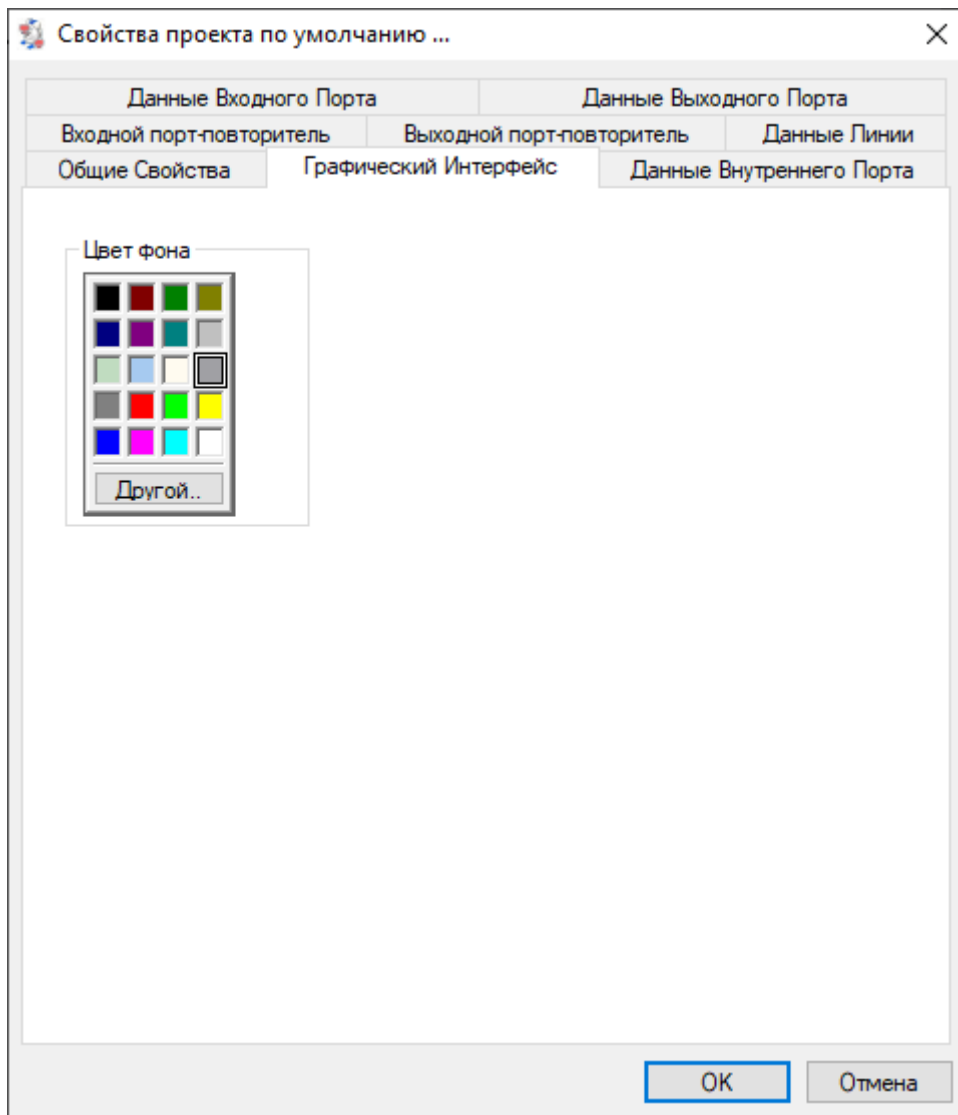 Свойства проекта по умолчанию ...
Данные Входного Порта Данные Выходного Порта
Входной порт-повторитель Выходной порт-повторитель Данные Линии
Общие Свойства Графический Интерфейс Данные Внутреннего Порта
Цвет фона
Другой..
OK Отмена